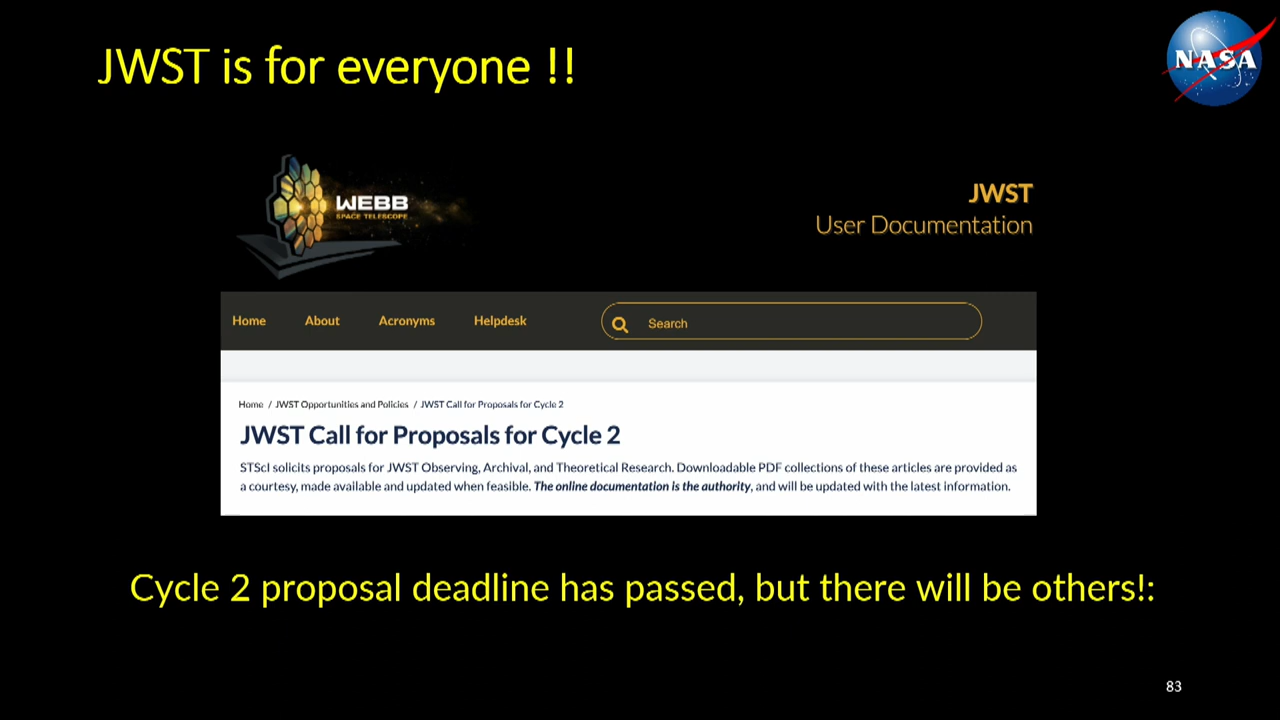 JWST is for everyone !!
NASA
WEBB
SPACE TELESCOPE
JWST
User Documentation
Home About Acronyms Helpdesk Search
Home / JWST Opportunities and Policies / JWST Call for Proposals for Cycle 2
JWST Call for Proposals for Cycle 2
STScI solicits proposals for JWST Observing, Archival, and Theoretical Research. Downloadable PDF collections of these articles are provided as
a courtesy, made available and updated when feasible. The online documentation is the authority, and will be updated with the latest information.
Cycle 2 proposal deadline has passed, but there will be others!:
83